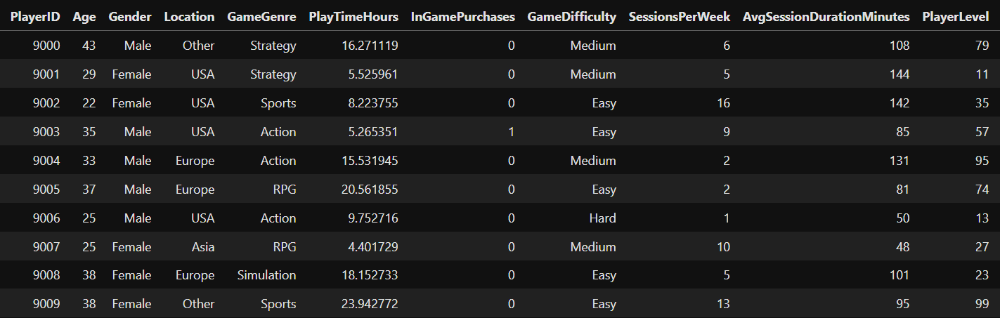 PlayerID Age Gender Location GameGenre PlayTimeHours InGamePurchases GameDifficulty SessionsPerWeek AvgSessionDurationMinutes PlayerLevel
9000 43 Male Other Strategy 16.271119 0 Medium 6 108 79
9001 29 Female USA Strategy 5.525961 0 Medium 5 144 11
9002 22 Female USA Sports 8.223755 0 Easy 16 142 35
9003 35 Male USA Action 5.265351 1 Easy 9 85 57
9004 33 Male Europe Action 15.531945 0 Medium 2 131 95
9005 37 Male Europe RPG 20.561855 0 Easy 2 81 74
9006 25 Male USA Action 9.752716 0 Hard 1 50 13
9007 25 Female Asia RPG 4.401729 0 Medium 10 48 27
9008 38 Female Europe Simulation 18.152733 0 Easy 5 101 23
9009 38 Female Other Sports 23.942772 0 Easy 13 95 99